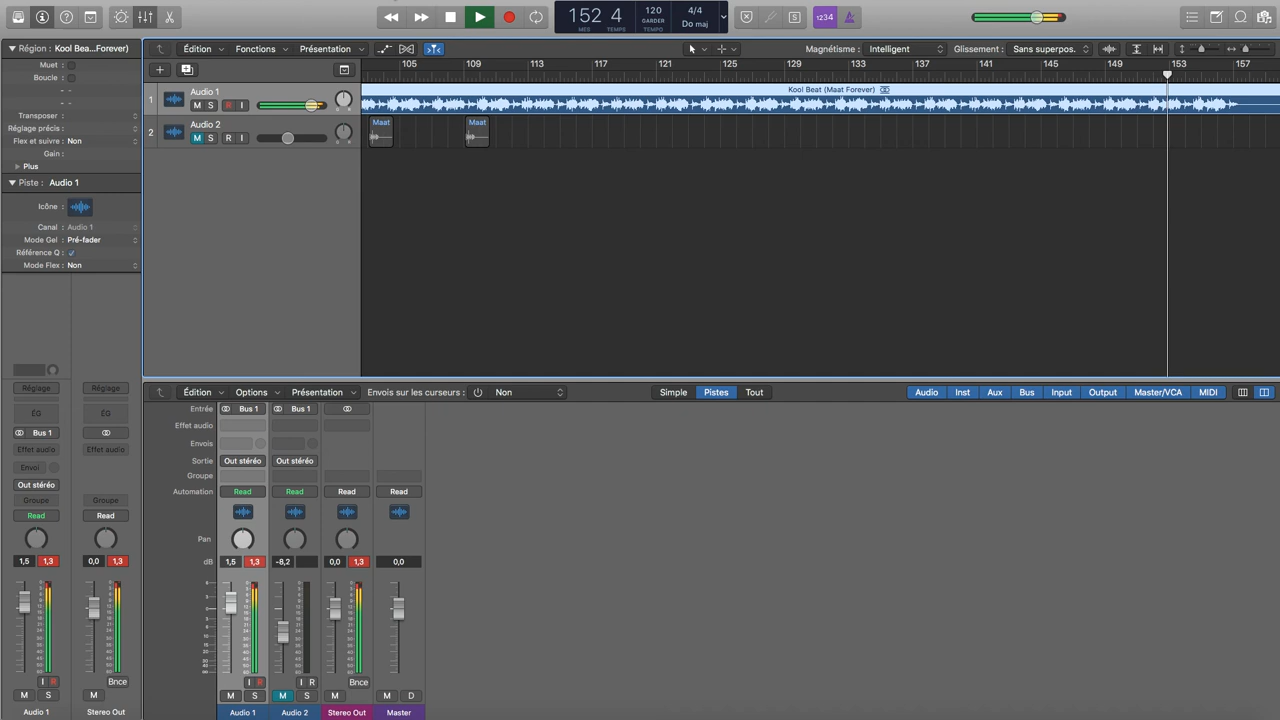 152 4
MES TEMPS
120
GARDER
TEMPO
4/4
Do maj
S
1234
Région : Kool Bea...Forever)
Muet :
Boucle :
Transposer :
Réglage précis :
Flex et suivre : Non
Gain :
Plus
Piste : Audio 1
Icône :
Canal Audio 1
Mode Gel : Pré-fader
Référence Q :
Mode Flex : Non
Édition Fonctions Présentation
Magnétisme : Intelligent
Glissement : Sans superpos.
105 109 113 117 121 125 129 133 137 141 145 149 153 157
1 Audio 1
M S R I
Kool Beat (Maat Forever)
2 Audio 2
M S R I
Maat Maat
Réglage Réglage
ÉQ ÉQ
Bus 1
Effet audio Effet audio
Envoi
Out stéréo
Groupe Groupe
Read Read
1,5 1,3 0,0 1,3
I R Bnce
M S M
Audio 1 Stereo Out
Édition Options Présentation Envois sur les curseurs : Non
Simple Pistes Tout
Audio Inst Aux Bus Input Output Master/VCA MIDI
Entrée Bus 1 Bus 1
Effet audio
Envois
Sortie Out stéréo Out stéréo
Groupe
Automation Read Read Read Read
Pan
dB 1,5 1,3 -8,2 0,0 1,3 0,0
I R I R Bnce
M S M S M M D
Audio 1 Audio 2 Stereo Out Master